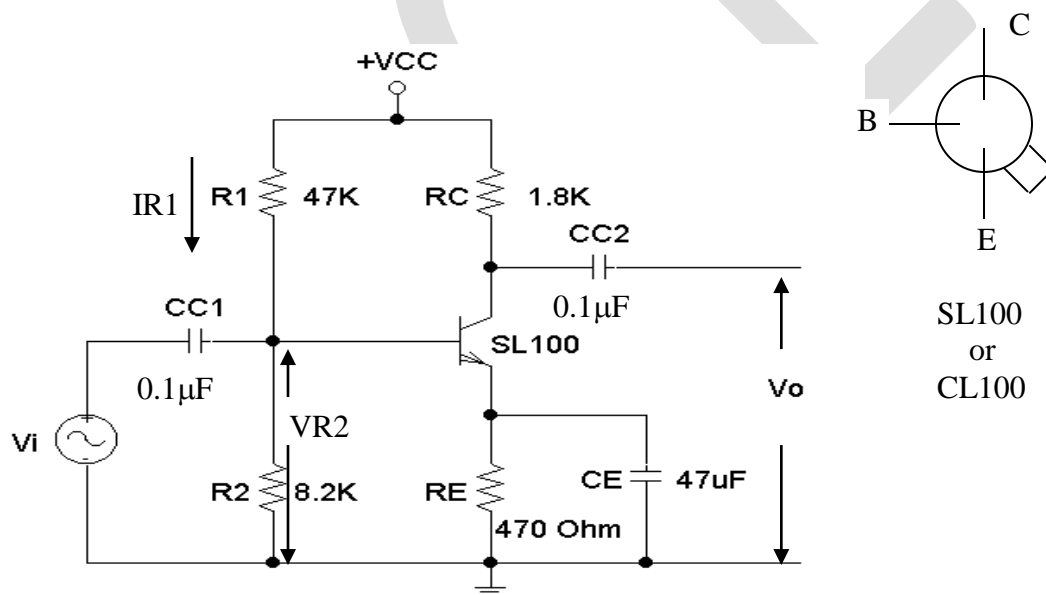 +VCC
C
B
E
SL100
or
CL100
IR1
R1
47K
RC
1.8K
CC2
0.1μF
CC1
0.1μF
SL100
Vi
VR2
R2
8.2K
RE
470 Ohm
CE
47uF
Vo